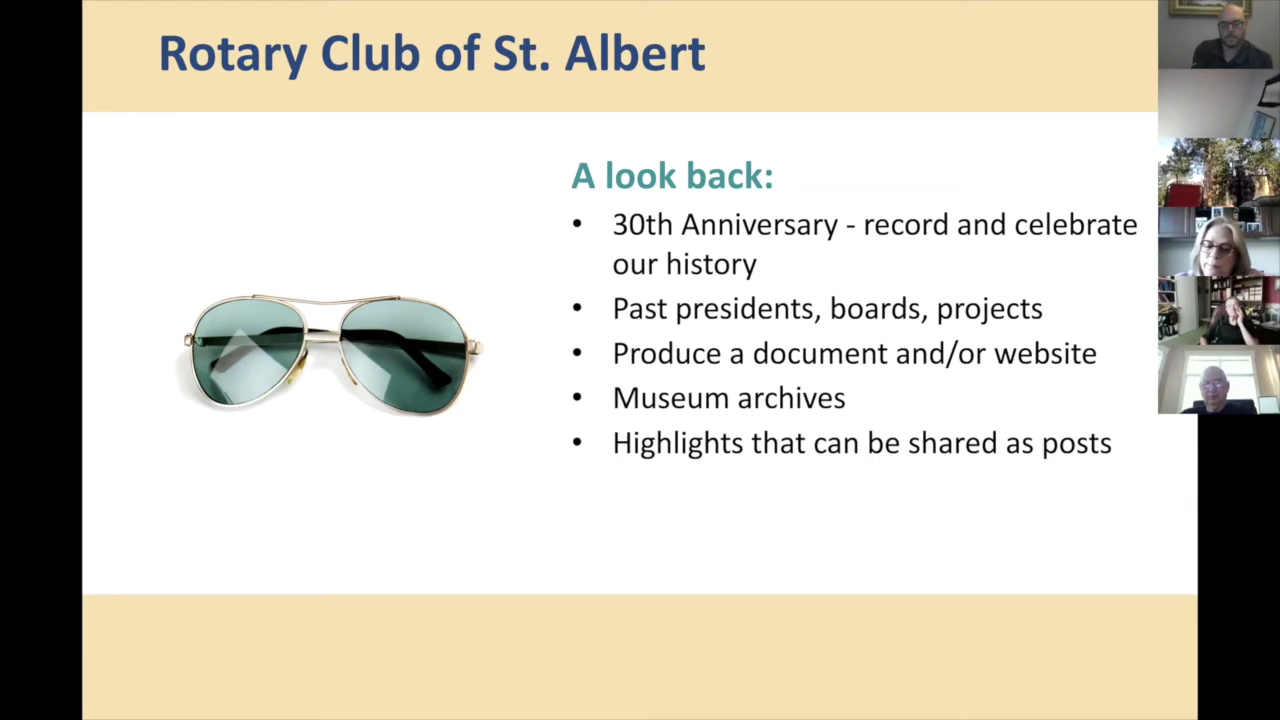 Rotary Club of St. Albert
A look back:
• 30th Anniversary - record and celebrate
our history
• Past presidents, boards, projects
• Produce a document and/or website
• Museum archives
• Highlights that can be shared as posts